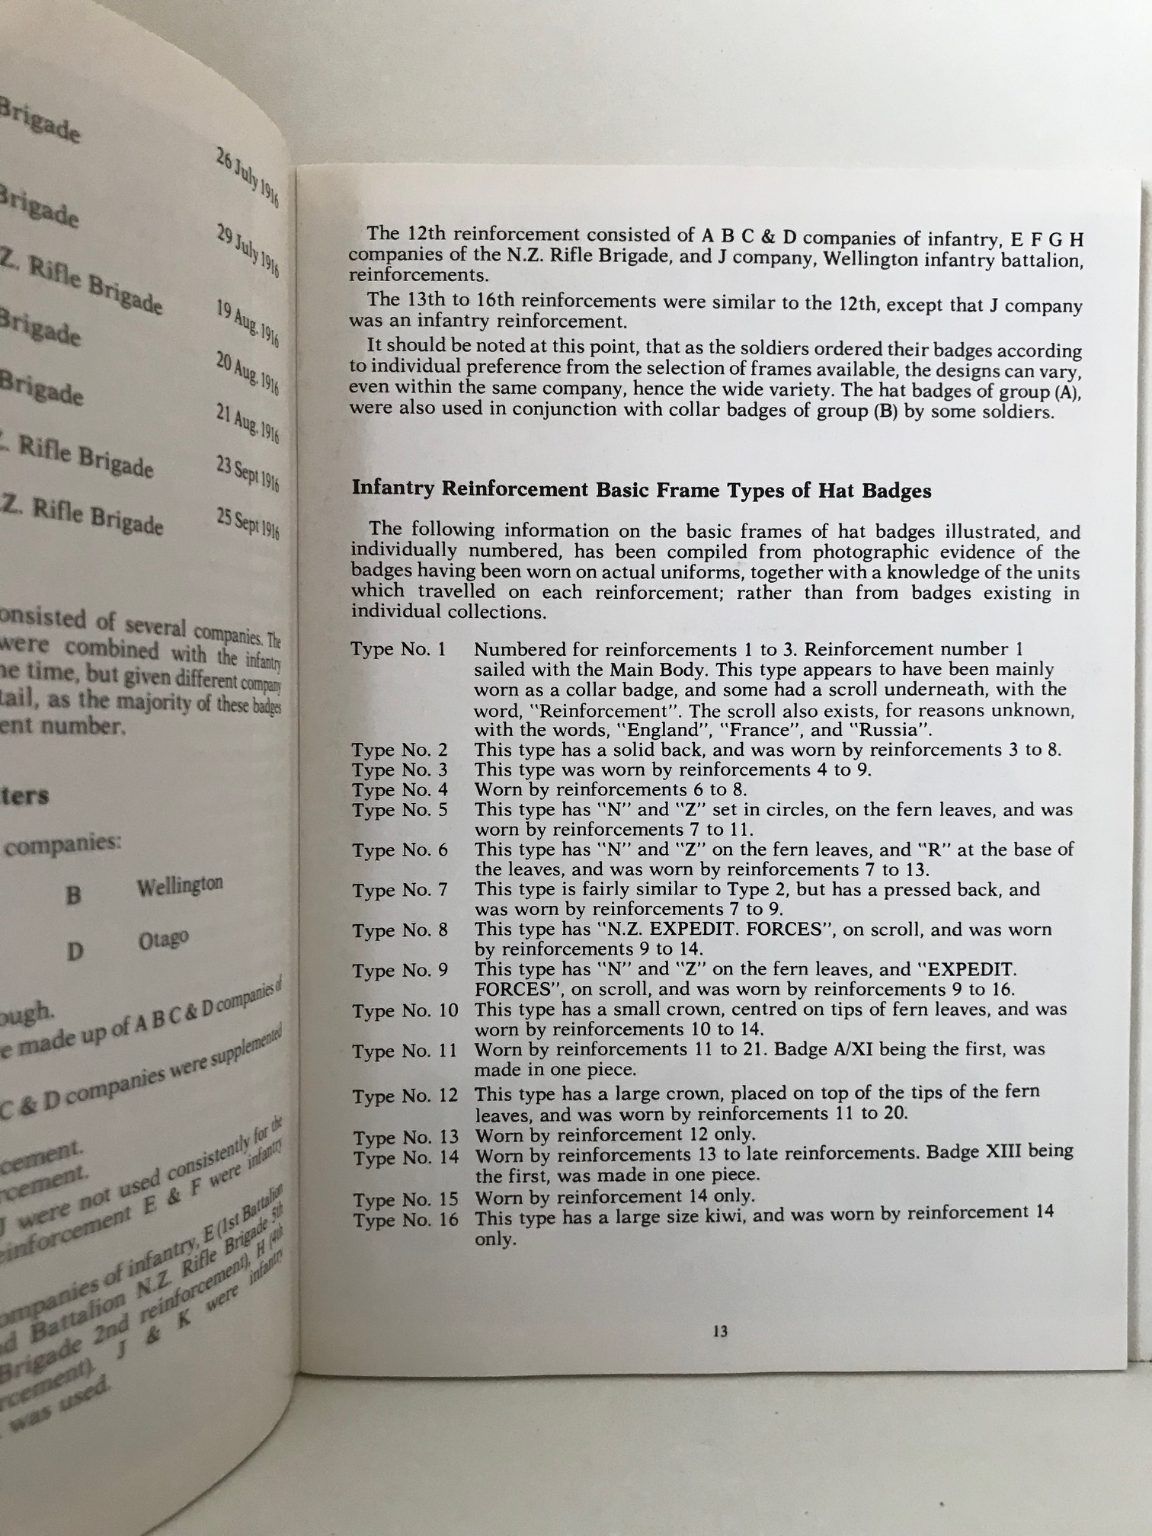 Brigade
26 July 1916
Brigade
29 July 1916
Z. Rifle Brigade
19 Aug. 1916
Brigade
20 Aug. 1916
Brigade
21 Aug. 1916
Z. Rifle Brigade
23 Sept 1916
Z. Rifle Brigade
25 Sept 1916
onsisted of several companies. The
were combined with the infantry
ne time, but given different company
tail, as the majority of these badges
ent number.
ters
companies:
B Wellington
D Otago
ough.
e made up of A B C & D companies of
C & D companies were supplemented
cement.
rcement.
J were not used consistently for the
einforcement E & F were infantry
ompanies of infantry, E (1st Battalion
nd Battalion N.Z. Rifle Brigade 5th
Brigade 2nd reinforcement), H (4th
rcement). J & K were infantry
was used.
The 12th reinforcement consisted of A B C & D companies of infantry, E F G H
companies of the N.Z. Rifle Brigade, and J company, Wellington infantry battalion,
reinforcements.
The 13th to 16th reinforcements were similar to the 12th, except that J company
was an infantry reinforcement.
It should be noted at this point, that as the soldiers ordered their badges according
to individual preference from the selection of frames available, the designs can vary,
even within the same company, hence the wide variety. The hat badges of group (A),
were also used in conjunction with collar badges of group (B) by some soldiers.
Infantry Reinforcement Basic Frame Types of Hat Badges
The following information on the basic frames of hat badges illustrated, and
individually numbered, has been compiled from photographic evidence of the
badges having been worn on actual uniforms, together with a knowledge of the units
which travelled on each reinforcement; rather than from badges existing in
individual collections.
Type No. 1 Numbered for reinforcements 1 to 3. Reinforcement number 1
sailed with the Main Body. This type appears to have been mainly
worn as a collar badge, and some had a scroll underneath, with the
word, "Reinforcement". The scroll also exists, for reasons unknown,
with the words, "England", "France", and "Russia".
Type No. 2 This type has a solid back, and was worn by reinforcements 3 to 8.
Type No. 3 This type was worn by reinforcements 4 to 9.
Type No. 4 Worn by reinforcements 6 to 8.
Type No. 5 This type has "N" and "Z" set in circles, on the fern leaves, and was
worn by reinforcements 7 to 11.
Type No. 6 This type has "N" and "Z" on the fern leaves, and "R" at the base of
the leaves, and was worn by reinforcements 7 to 13.
Type No. 7 This type is fairly similar to Type 2, but has a pressed back, and
was worn by reinforcements 7 to 9.
Type No. 8 This type has "N.Z. EXPEDIT. FORCES", on scroll, and was worn
by reinforcements 9 to 14.
Type No. 9 This type has "N" and "Z" on the fern leaves, and "EXPEDIT.
FORCES", on scroll, and was worn by reinforcements 9 to 16.
Type No. 10 This type has a small crown, centred on tips of fern leaves, and was
worn by reinforcements 10 to 14.
Type No. 11 Worn by reinforcements 11 to 21. Badge A/XI being the first, was
made in one piece.
Type No. 12 This type has a large crown, placed on top of the tips of the fern
leaves, and was worn by reinforcements 11 to 20.
Type No. 13 Worn by reinforcement 12 only.
Type No. 14 Worn by reinforcements 13 to late reinforcements. Badge XIII being
the first, was made in one piece.
Type No. 15 Worn by reinforcement 14 only.
Type No. 16 This type has a large size kiwi, and was worn by reinforcement 14
only.
13